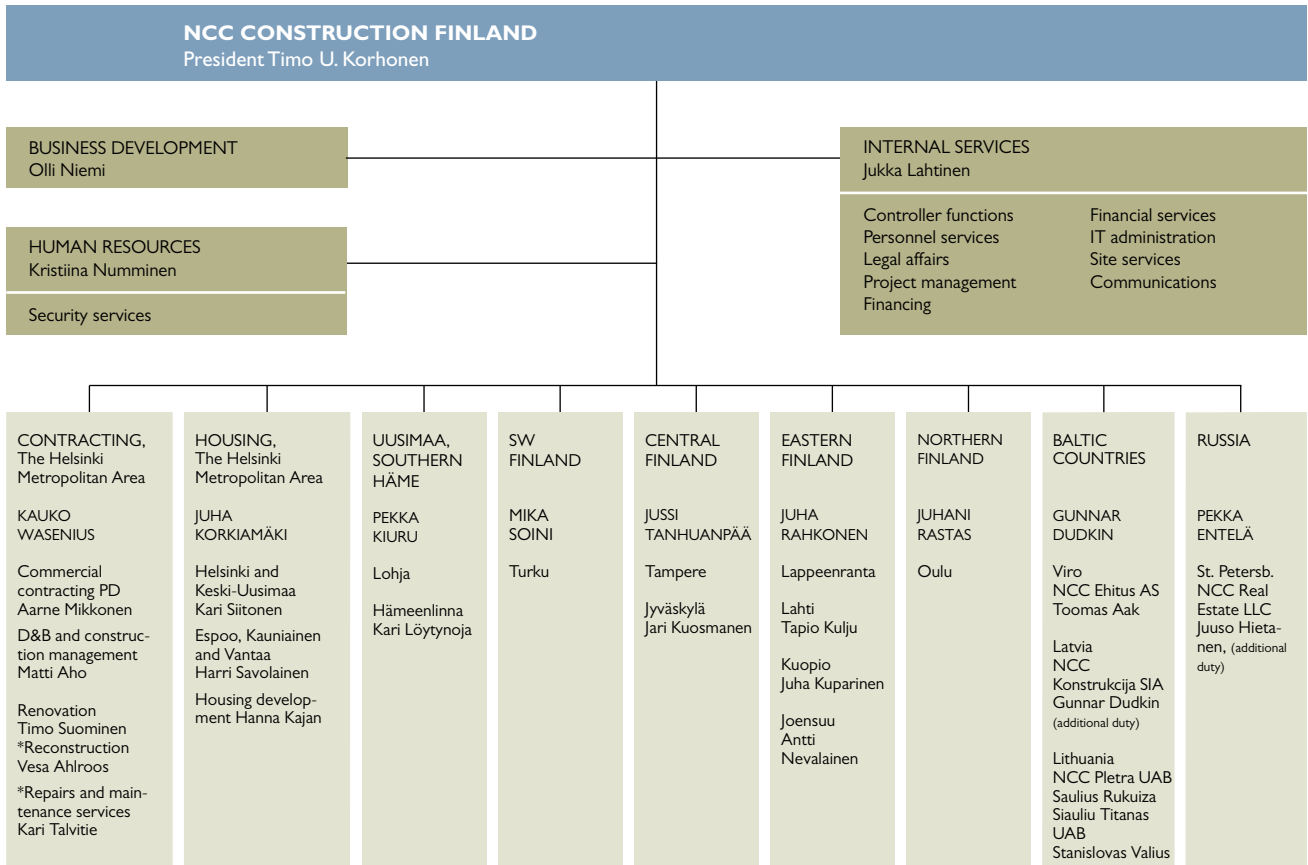 NCC CONSTRUCTION FINLAND
President Timo U. Korhonen
BUSINESS DEVELOPMENT
Olli Niemi
HUMAN RESOURCES
Kristiina Numminen
Security services
INTERNAL SERVICES
Jukka Lahtinen
Controller functions
Personnel services
Legal affairs
Project management
Financing
Financial services
IT administration
Site services
Communications
CONTRACTING,
The Helsinki
Metropolitan Area
KAUKO
WASENIUS
Commercial
contracting PD
Aarne Mikkonen
D&B and construc-
tion management
Matti Aho
Renovation
Timo Suominen
*Reconstruction
Vesa Ahlroos
*Repairs and main-
tenance services
Kari Talvitie
HOUSING,
The Helsinki
Metropolitan Area
JUHA
KORKIAMÄKI
Helsinki and
Keski-Uusimaa
Kari Siitonen
Espoo, Kauniainen
and Vantaa
Harri Savolainen
Housing develop-
ment Hanna Kajan
UUSIMAA,
SOUTHERN
HÄME
PEKKA
KIURU
Lohja
Hämeenlinna
Kari Löytynoja
SW
FINLAND
MIKA
SOINI
Turku
CENTRAL
FINLAND
JUSSI
TANHUANPÄÄ
Tampere
Jyväskylä
Jari Kuosmanen
EASTERN
FINLAND
JUHA
RAHKONEN
Lappeenranta
Lahti
Tapio Kulju
Kuopio
Juha Kuparinen
Joensuu
Antti
Nevalainen
NORTHERN
FINLAND
JUHANI
RASTAS
Oulu
BALTIC
COUNTRIES
GUNNAR
DUDKIN
Viro
NCC Ehitus AS
Toomas Aak
Latvia
NCC
Konstrukcija SIA
Gunnar Dudkin
(additional duty)
Lithuania
NCC Pletra UAB
Saulius Rukuiza
Siauliu Titanas
UAB
Stanislovas Valius
RUSSIA
PEKKA
ENTELÄ
St. Petersb.
NCC Real
Estate LLC
Juuso Hieta-
nen, (additional
duty)